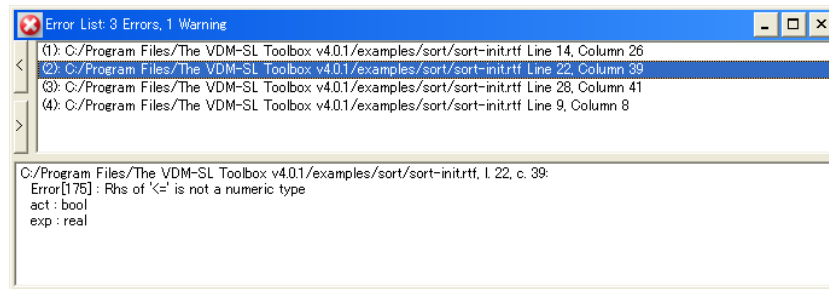 Error List: 3 Errors, 1 Warning
(1): C:/Program Files/The VDM-SL Toolbox v4.0.1/examples/sort/sort-init.rtf Line 14, Column 26
(2): C:/Program Files/The VDM-SL Toolbox v4.0.1/examples/sort/sort-init.rtf Line 22, Column 39
(3): C:/Program Files/The VDM-SL Toolbox v4.0.1/examples/sort/sort-init.rtf Line 28, Column 41
(4): C:/Program Files/The VDM-SL Toolbox v4.0.1/examples/sort/sort-init.rtf Line 9, Column 8
C:/Program Files/The VDM-SL Toolbox v4.0.1/examples/sort/sort-init.rtf, l. 22, c. 39:
Error[175] : Rhs of '<=' is not a numeric type
act : bool
exp : real